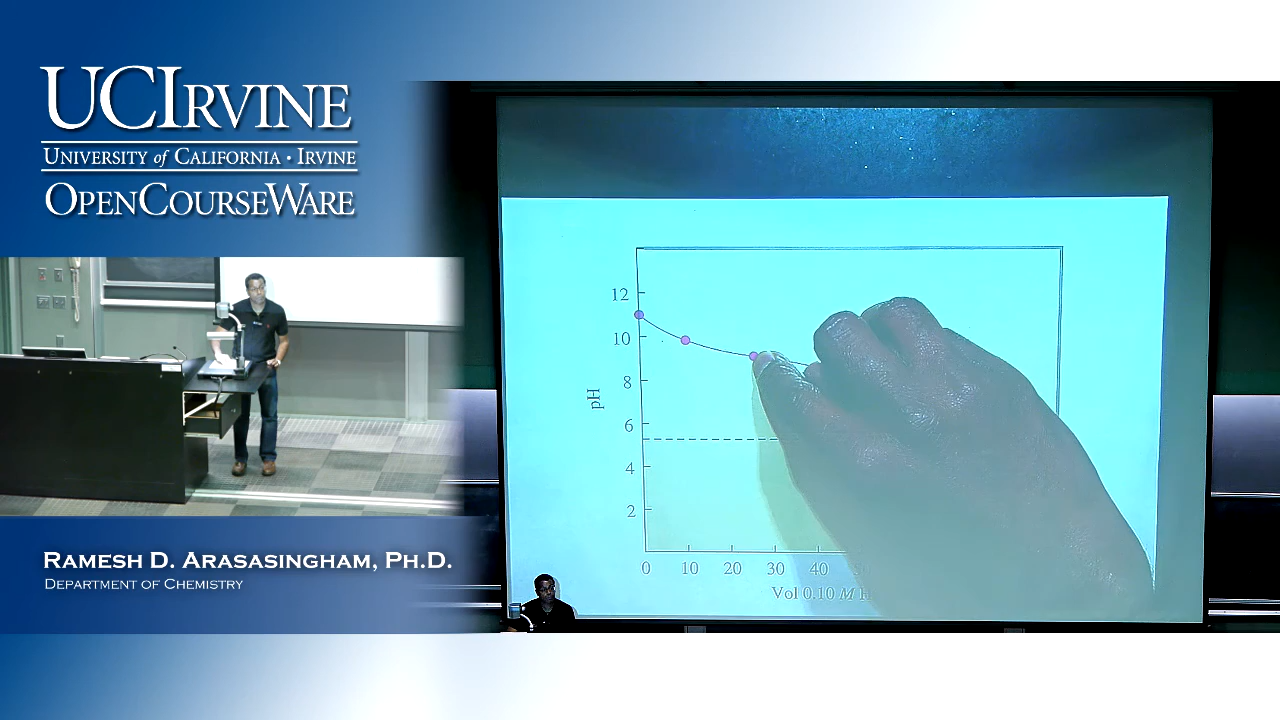 UCIRVINE
UNIVERSITY of CALIFORNIA · IRVINE
OPENCOURSEWARE
RAMESH D. ARASASINGHAM, PH.D.
DEPARTMENT OF CHEMISTRY
12
10
8
6
4
2
pH
0 10 20 30 40
Vol 0.10 M